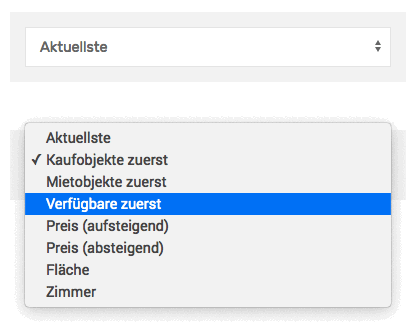 Aktuellste
Aktuellste
✓ Kaufobjekte zuerst
Mietobjekte zuerst
Verfügbare zuerst
Preis (aufsteigend)
Preis (absteigend)
Fläche
Zimmer